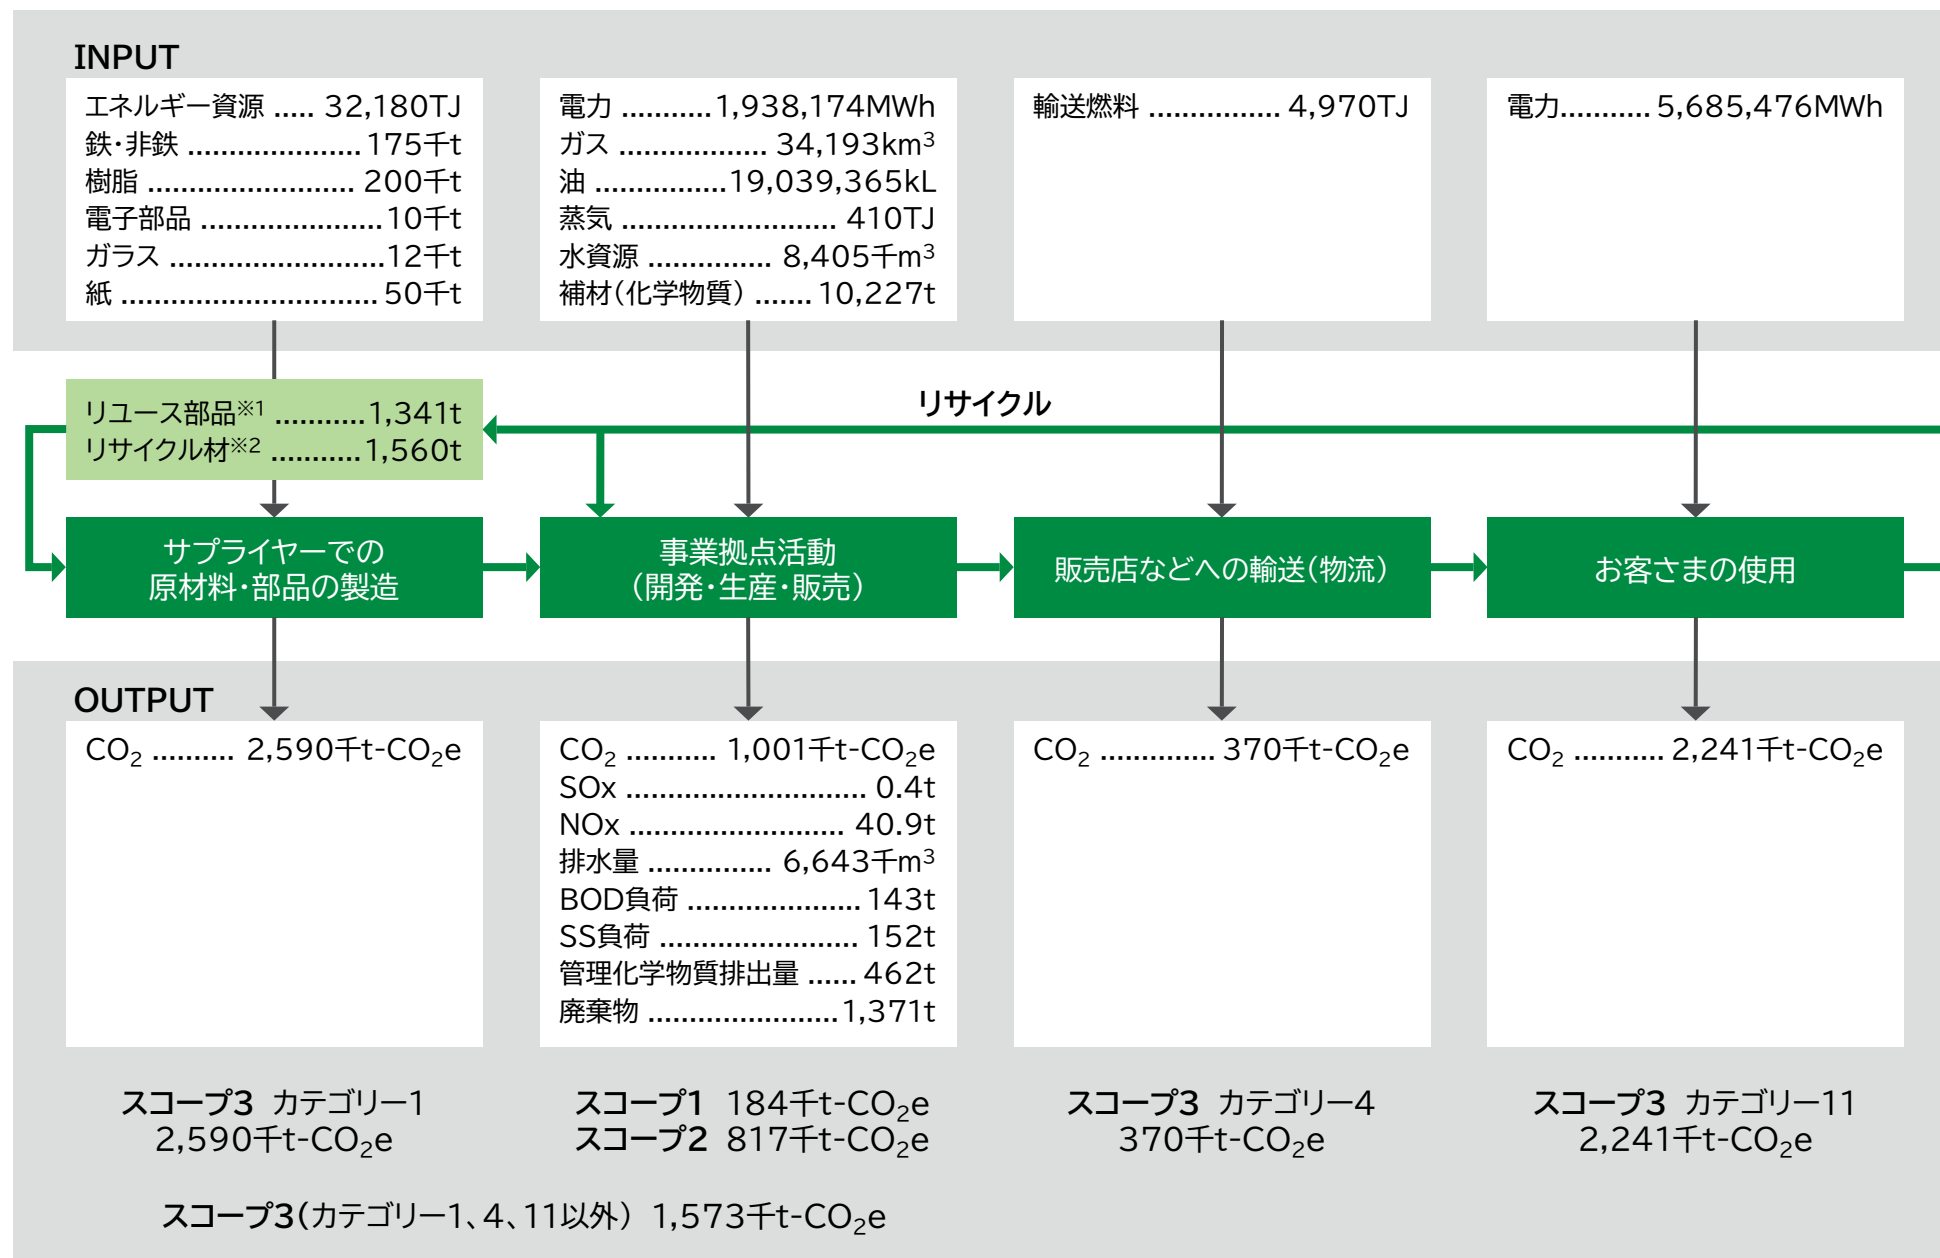 INPUT
エネルギー資源 ..... 32,180TJ
鉄・非鉄 ..................... 175千t
樹脂 ......................... 200千t
電子部品 ...................... 10千t
ガラス .......................... 12千t
紙 ............................... 50千t
電力 ........... 1,938,174MWh
ガス .................. 34,193km³
油 ................ 19,039,365kL
蒸気 .......................... 410TJ
水資源 ............... 8,405千m³
補材(化学物質) ....... 10,227t
輸送燃料 ................ 4,970TJ
電力........... 5,685,476MWh
リサイクル
リユース部品※1 ........... 1,341t
リサイクル材※2 ........... 1,560t
サプライヤーでの
原材料・部品の製造
事業拠点活動
(開発・生産・販売)
販売店などへの輸送(物流)
お客さまの使用
OUTPUT
CO₂ .......... 2,590千t-CO₂e
CO₂ ........... 1,001千t-CO₂e
SOx ............................. 0.4t
NOx .......................... 40.9t
排水量 ............... 6,643千m³
BOD負荷 ..................... 143t
SS負荷 ........................ 152t
管理化学物質排出量 ...... 462t
廃棄物 ....................... 1,371t
CO₂ .............. 370千t-CO₂e
CO₂ ........... 2,241千t-CO₂e
スコープ3 カテゴリー1
2,590千t-CO₂e
スコープ1 184千t-CO₂e
スコープ2 817千t-CO₂e
スコープ3 カテゴリー4
370千t-CO₂e
スコープ3 カテゴリー11
2,241千t-CO₂e
スコープ3(カテゴリー1、4、11以外) 1,573千t-CO₂e